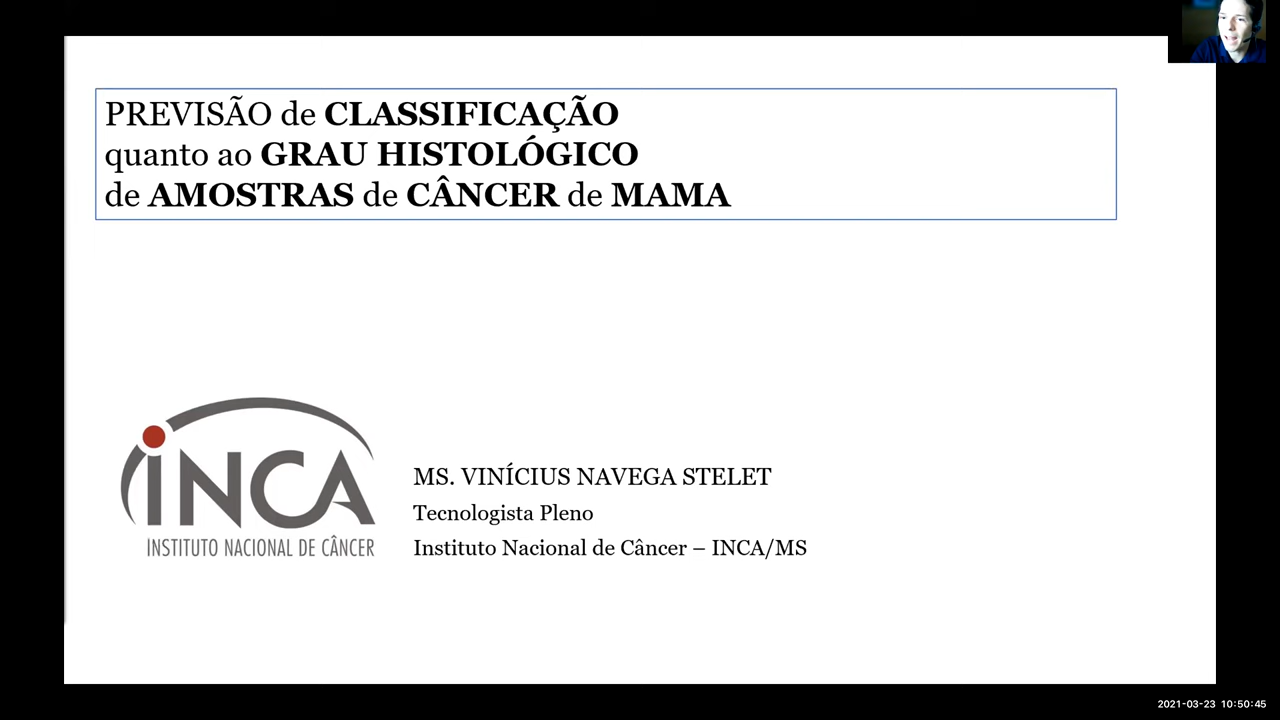 PREVISÃO de CLASSIFICAÇÃO
quanto ao GRAU HISTOLÓGICO
de AMOSTRAS de CÂNCER de MAMA
INCA
INSTITUTO NACIONAL DE CÂNCER
MS. VINÍCIUS NAVEGA STELET
Tecnologista Pleno
Instituto Nacional de Câncer – INCA/MS
2021-03-23 10:50:45